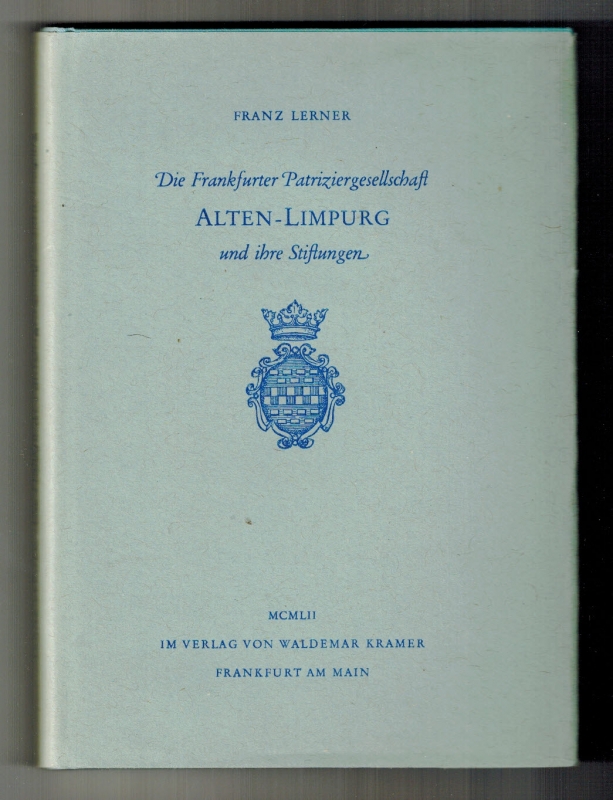 FRANZ LERNER
Die Frankfurter Patriziergesellschaft
ALTEN-LIMPURG
und ihre Stiftungen
MCMLII
IM VERLAG VON WALDEMAR KRAMER
FRANKFURT AM MAIN